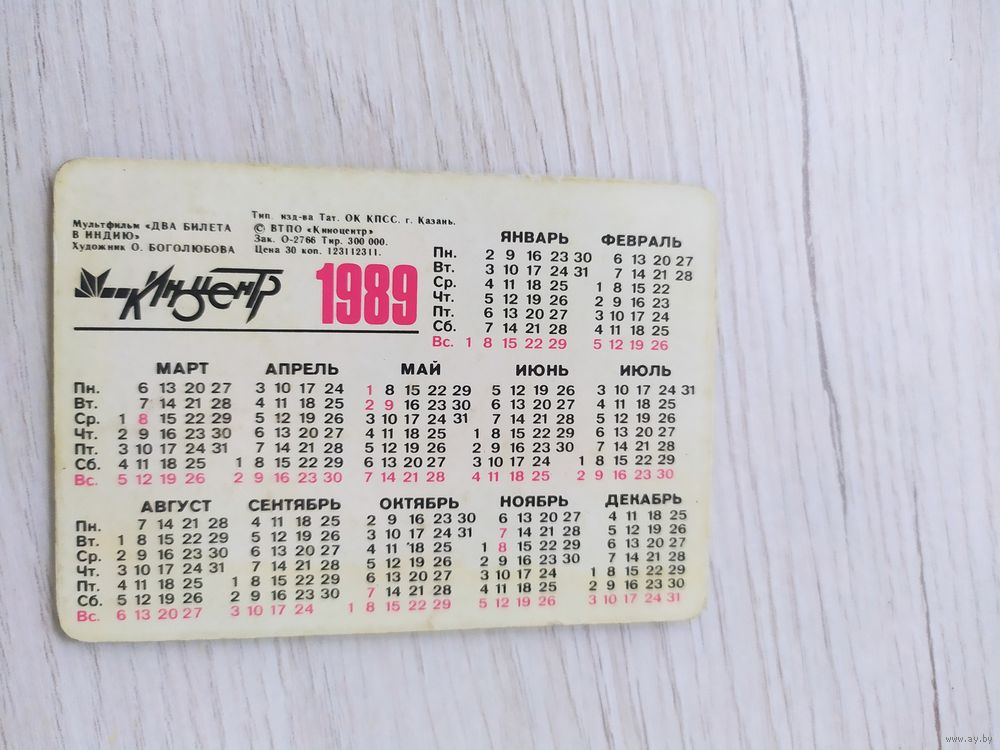 Мультфильм «ДВА БИЛЕТА
В ИНДИЮ»
Художник О. БОГОЛЮБОВА
Тип. изд-ва Тат. ОК КПСС. г. Казань.
© ВТПО «Киноцентр»
Зак. О-2766 Тир. 300 000.
Цена 30 коп. 123112311.
Киноцентр
1989
ЯНВАРЬ ФЕВРАЛЬ
Пн. 2 9 16 23 30 6 13 20 27
Вт. 3 10 17 24 31 7 14 21 28
Ср. 4 11 18 25 1 8 15 22
Чт. 5 12 19 26 2 9 16 23
Пт. 6 13 20 27 3 10 17 24
Сб. 7 14 21 28 4 11 18 25
Вс. 1 8 15 22 29 5 12 19 26
МАРТ АПРЕЛЬ МАЙ ИЮНЬ ИЮЛЬ
Пн. 6 13 20 27 3 10 17 24 1 8 15 22 29 5 12 19 26 3 10 17 24 31
Вт. 7 14 21 28 4 11 18 25 2 9 16 23 30 6 13 20 27 4 11 18 25
Ср. 1 8 15 22 29 5 12 19 26 3 10 17 24 31 7 14 21 28 5 12 19 26
Чт. 2 9 16 23 30 6 13 20 27 4 11 18 25 1 8 15 22 29 6 13 20 27
Пт. 3 10 17 24 31 7 14 21 28 5 12 19 26 2 9 16 23 30 7 14 21 28
Сб. 4 11 18 25 1 8 15 22 29 6 13 20 27 3 10 17 24 1 8 15 22 29
Вс. 5 12 19 26 2 9 16 23 30 7 14 21 28 4 11 18 25 2 9 16 23 30
АВГУСТ СЕНТЯБРЬ ОКТЯБРЬ НОЯБРЬ ДЕКАБРЬ
Пн. 7 14 21 28 4 11 18 25 2 9 16 23 30 6 13 20 27 4 11 18 25
Вт. 1 8 15 22 29 5 12 19 26 3 10 17 24 31 7 14 21 28 5 12 19 26
Ср. 2 9 16 23 30 6 13 20 27 4 11 18 25 1 8 15 22 29 6 13 20 27
Чт. 3 10 17 24 31 7 14 21 28 5 12 19 26 2 9 16 23 30 7 14 21 28
Пт. 4 11 18 25 1 8 15 22 29 6 13 20 27 3 10 17 24 1 8 15 22 29
Сб. 5 12 19 26 2 9 16 23 30 7 14 21 28 4 11 18 25 2 9 16 23 30
Вс. 6 13 20 27 3 10 17 24 1 8 15 22 29 5 12 19 26 3 10 17 24 31
www.ay.by